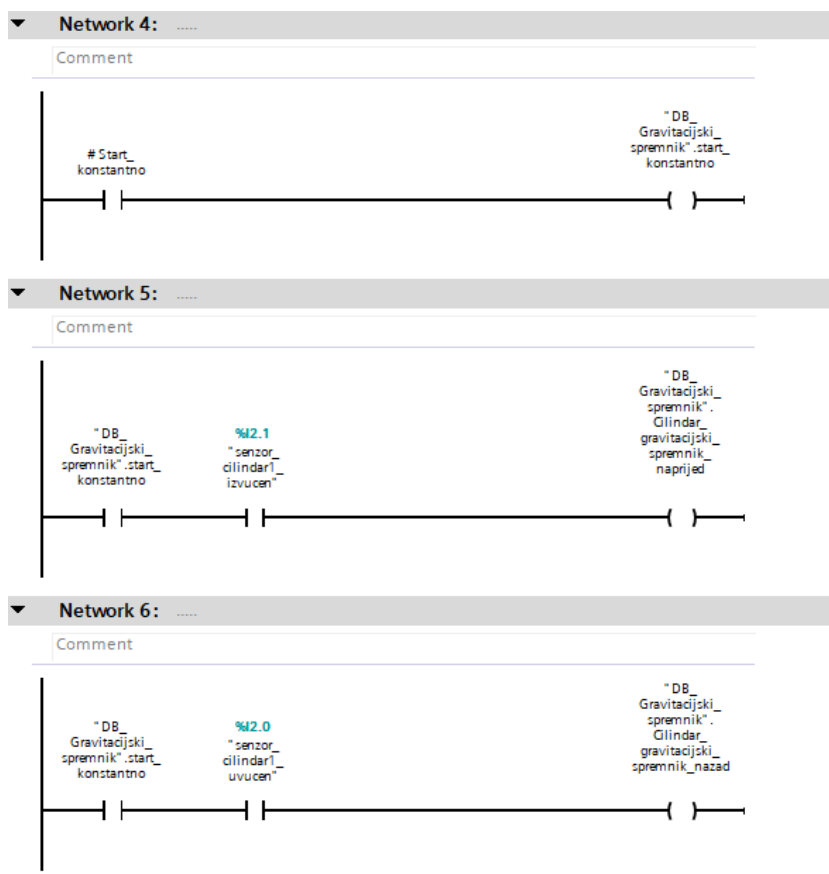 Network 4: .....
Comment
"DB_
Gravitacijski_
spremnik".start_
konstantno
#Start_
konstantno
Network 5: .....
Comment
"DB_
Gravitacijski_
spremnik".
Cilindar_
gravitacijski_
spremnik_
naprijed
"DB_
Gravitacijski_
spremnik".start_
konstantno
%I2.1
"senzor_
cilindar1_
izvucen"
Network 6: .....
Comment
"DB_
Gravitacijski_
spremnik".
Cilindar_
gravitacijski_
spremnik_nazad
"DB_
Gravitacijski_
spremnik".start_
konstantno
%I2.0
"senzor_
cilindar1_
uvucen"